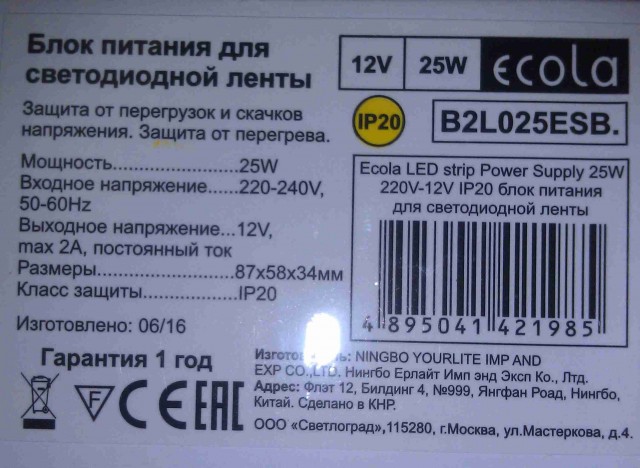 Блок питания для
светодиодной ленты
12V
25W
ecola
IP20
B2L025ESB.
Защита от перегрузок и скачков
напряжения. Защита от перегрева.
Мощность..................25W
Входное напряжение.......220-240V,
50-60Hz
Выходное напряжение...12V,
max 2A, постоянный ток
Размеры....................87x58x34мм
Класс защиты..............IP20
Изготовлено: 06/16
Гарантия 1 год
Ecola LED strip Power Supply 25W
220V-12V IP20 блок питания
для светодиодной ленты
4 895041 421985
F CE EAC
Изготовитель: NINGBO YOURLITE IMP AND
EXP CO.,LTD. Нингбо Ерлайт Имп энд Эксп Ко., Лтд.
Адрес: Флэт 12, Билдинг 4, №999, Янгфан Роад, Нингбо,
Китай. Сделано в КНР.
ООО «Светлоград»,115280, г.Москва, ул.Мастеркова, д.4.